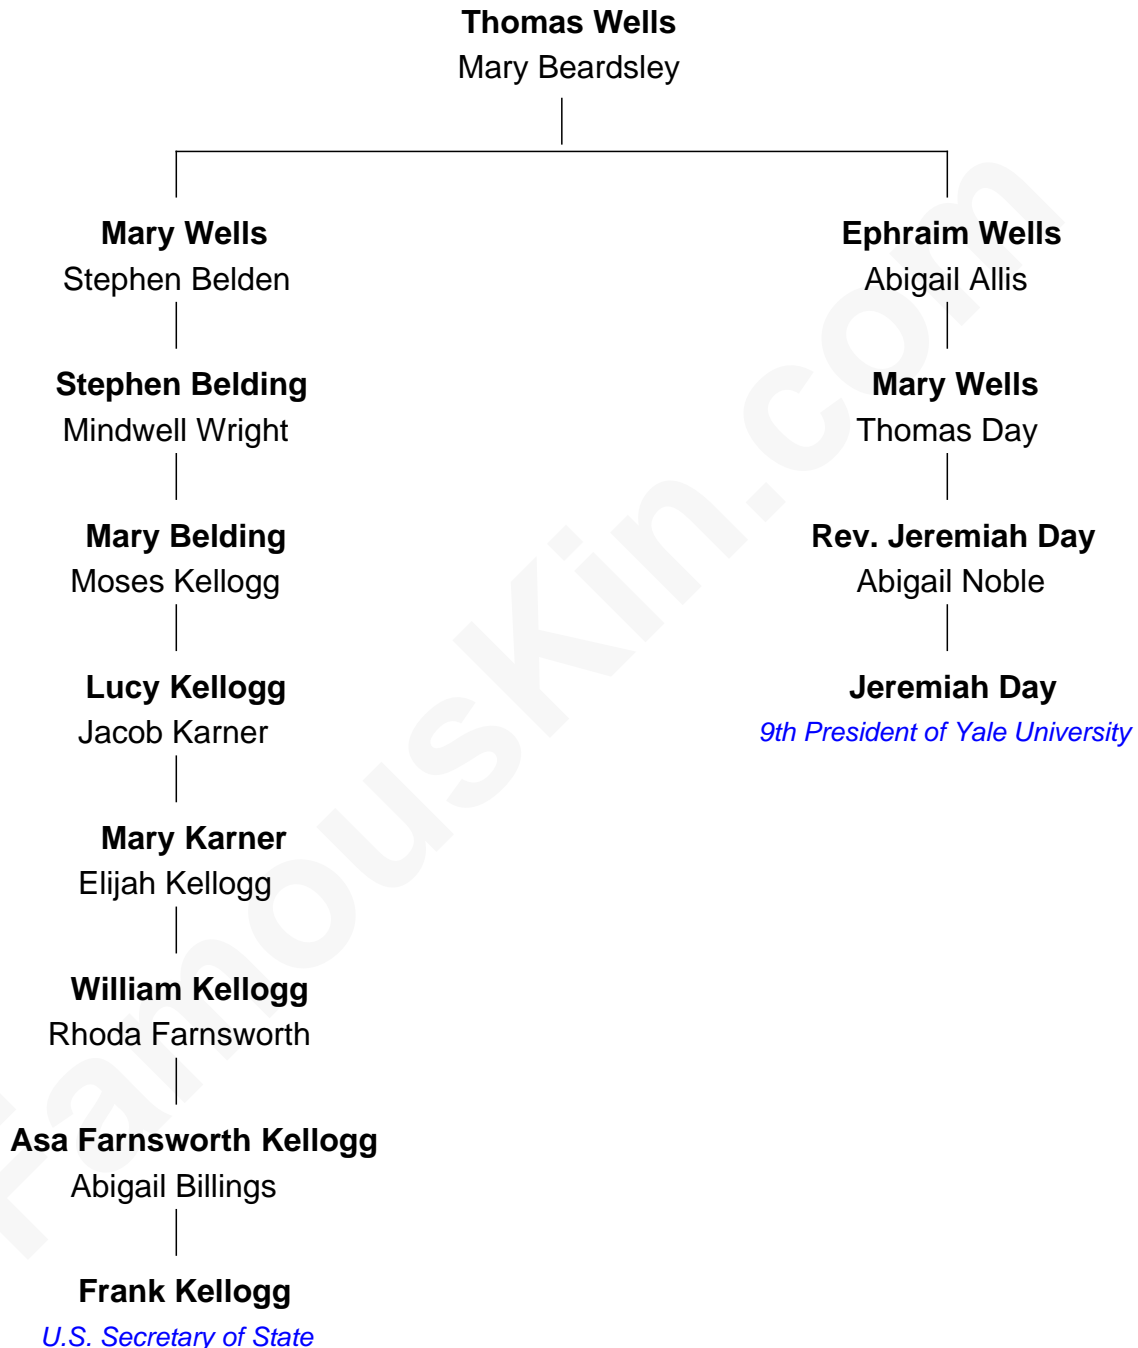 Thomas Wells
Mary Beardsley
Mary Wells
Stephen Belden
Stephen Belding
Mindwell Wright
Mary Belding
Moses Kellogg
Lucy Kellogg
Jacob Karner
Mary Karner
Elijah Kellogg
William Kellogg
Rhoda Farnsworth
Asa Farnsworth Kellogg
Abigail Billings
Frank Kellogg
U.S. Secretary of State
Ephraim Wells
Abigail Allis
Mary Wells
Thomas Day
Rev. Jeremiah Day
Abigail Noble
Jeremiah Day
9th President of Yale University
FamousKin.com